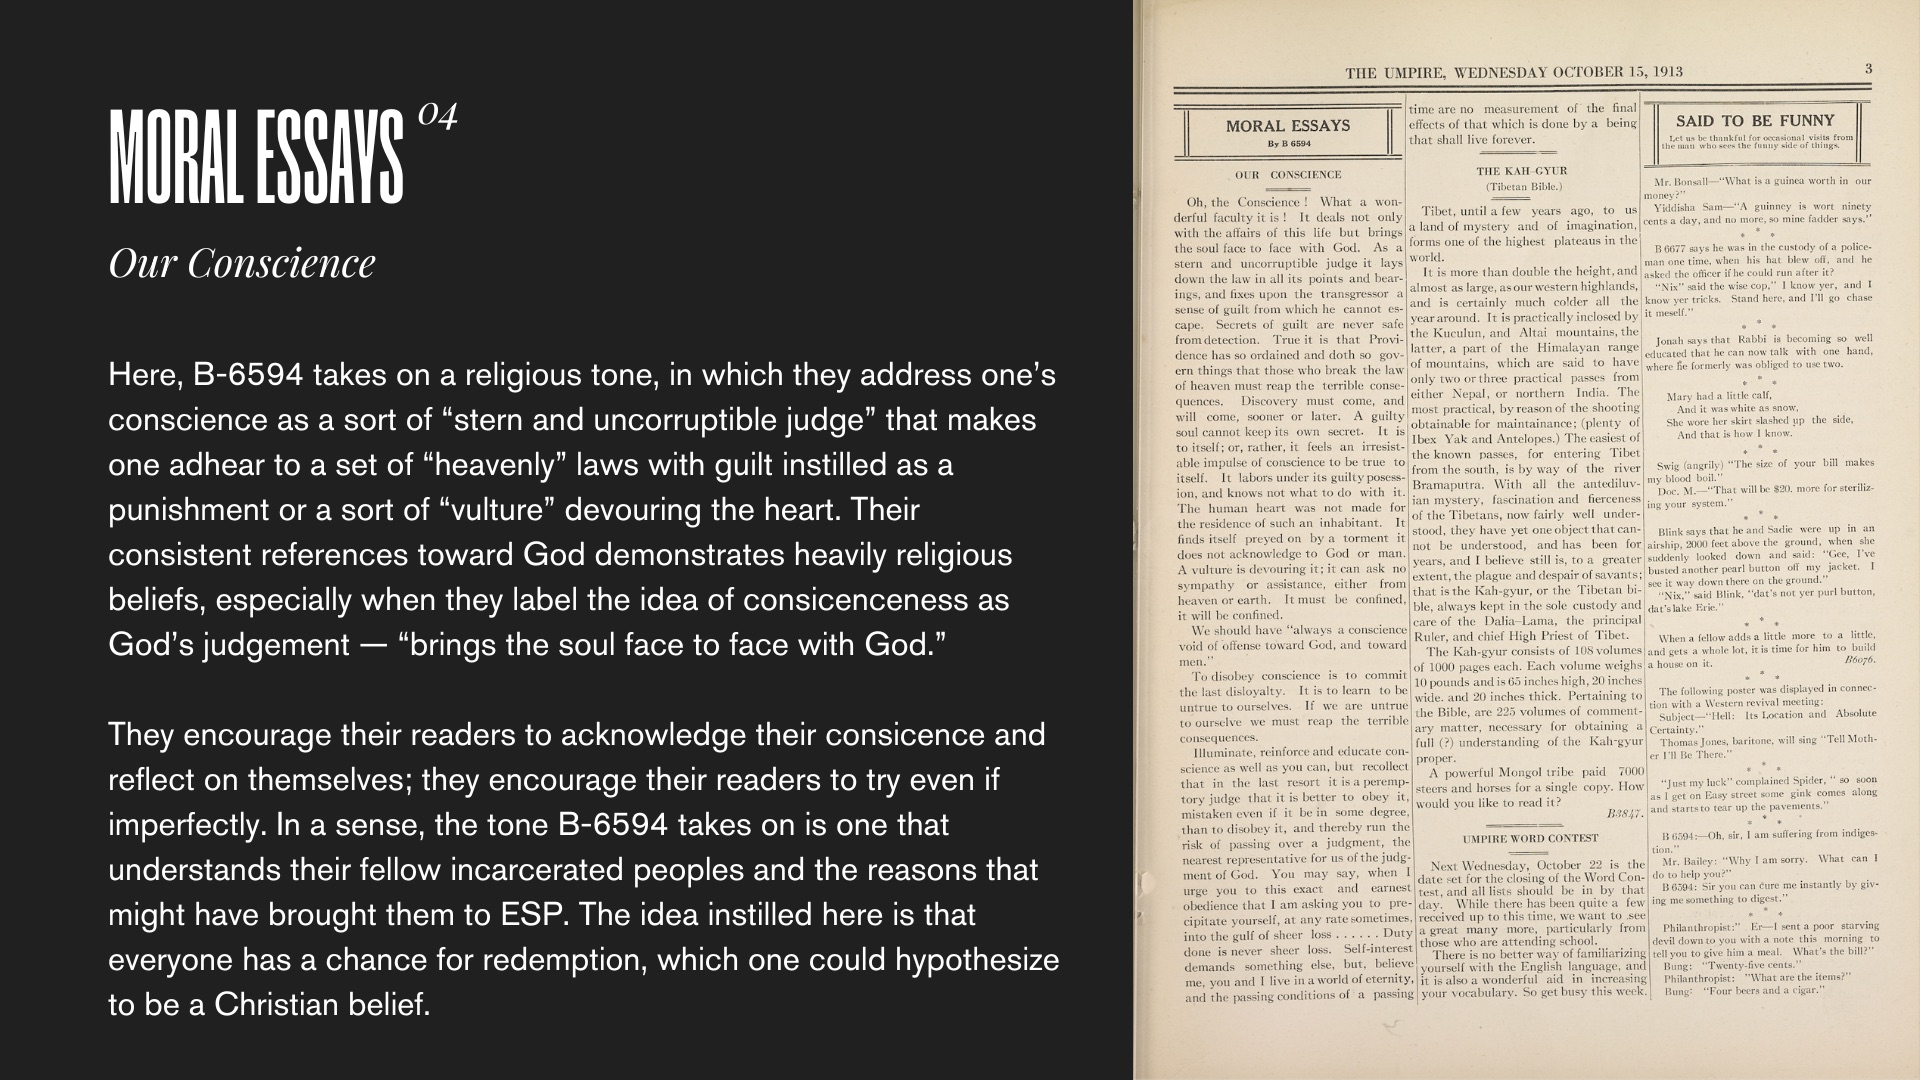 MORAL ESSAYS 04
Our Conscience
Here, B-6594 takes on a religious tone, in which they address one’s
conscience as a sort of “stern and uncorruptible judge” that makes
one adhear to a set of “heavenly” laws with guilt instilled as a
punishment or a sort of “vulture” devouring the heart. Their
consistent references toward God demonstrates heavily religious
beliefs, especially when they label the idea of consicenceness as
God’s judgement — “brings the soul face to face with God.”
They encourage their readers to acknowledge their consicence and
reflect on themselves; they encourage their readers to try even if
imperfectly. In a sense, the tone B-6594 takes on is one that
understands their fellow incarcerated peoples and the reasons that
might have brought them to ESP. The idea instilled here is that
everyone has a chance for redemption, which one could hypothesize
to be a Christian belief.
THE UMPIRE, WEDNESDAY OCTOBER 15, 1913
3
MORAL ESSAYS
By B 6594
OUR CONSCIENCE
Oh, the Conscience ! What a won-
derful faculty it is ! It deals not only
with the affairs of this life but brings
the soul face to face with God. As a
stern and uncorruptible judge it lays
down the law in all its points and bear-
ings, and fixes upon the transgressor a
sense of guilt from which he cannot es-
cape. Secrets of guilt are never safe
from detection. True it is that Provi-
dence has so ordained and doth so gov-
ern things that those who break the law
of heaven must reap the terrible conse-
quences. Discovery must come, and
will come, sooner or later. A guilty
soul cannot keep its own secret. It is
to itself; or, rather, it feels an irresist-
able impulse of conscience to be true to
itself. It labors under its guilty posess-
ion, and knows not what to do with it.
The human heart was not made for
the residence of such an inhabitant. It
finds itself preyed on by a torment it
does not acknowledge to God or man.
A vulture is devouring it; it can ask no
sympathy or assistance, either from
heaven or earth. It must be confined,
it will be confined.
We should have “always a conscience
void of offense toward God, and toward
men.”
To disobey conscience is to commit
the last disloyalty. It is to learn to be
untrue to ourselves. If we are untrue
to ourselve we must reap the terrible
consequences.
Illuminate, reinforce and educate con-
science as well as you can, but recollect
that in the last resort it is a peremp-
tory judge that it is better to obey it,
mistaken even if it be in some degree,
than to disobey it, and thereby run the
risk of passing over a judgment, the
nearest representative for us of the judg-
ment of God. You may say, when I
urge you to this exact and earnest
obedience that I am asking you to pre-
cipitate yourself, at any rate sometimes,
into the gulf of sheer loss . . . . . . Duty
done is never sheer loss. Self-interest
demands something else, but, believe
me, you and I live in a world of eternity,
and the passing conditions of a passing
time are no measurement of the final
effects of that which is done by a being
that shall live forever.
THE KAH-GYUR
(Tibetan Bible.)
Tibet, until a few years ago, to us
a land of mystery and of imagination,
forms one of the highest plateaus in the
world.
It is more than double the height, and
almost as large, as our western highlands,
and is certainly much colder all the
year around. It is practically inclosed by
the Kuculun, and Altai mountains, the
latter, a part of the Himalayan range
of mountains, which are said to have
only two or three practical passes from
either Nepal, or northern India. The
most practical, by reason of the shooting
obtainable for maintainance; (plenty of
Ibex Yak and Antelopes.) The easiest of
the known passes, for entering Tibet
from the south, is by way of the river
Bramaputra. With all the antediluv-
ian mystery, fascination and fierceness
of the Tibetans, now fairly well under-
stood, they have yet one object that can-
not be understood, and has been for
years, and I believe still is, to a greater
extent, the plague and despair of savants;
that is the Kah-gyur, or the Tibetan bi-
ble, always kept in the sole custody and
care of the Dalia-Lama, the principal
Ruler, and chief High Priest of Tibet.
The Kah-gyur consists of 108 volumes
of 1000 pages each. Each volume weighs
10 pounds and is 65 inches high, 20 inches
wide. and 20 inches thick. Pertaining to
the Bible, are 225 volumes of comment-
ary matter, necessary for obtaining a
full (?) understanding of the Kah-gyur
proper.
A powerful Mongol tribe paid 7000
steers and horses for a single copy. How
would you like to read it?
B3847.
UMPIRE WORD CONTEST
Next Wednesday, October 22 is the
date set for the closing of the Word Con-
test, and all lists should be in by that
day. While there has been quite a few
received up to this time, we want to see
a great many more, particularly from
those who are attending school.
There is no better way of familiarizing
yourself with the English language, and
it is also a wonderful aid in increasing
your vocabulary. So get busy this week.
SAID TO BE FUNNY
Let us be thankful for occasional visits from
the man who sees the funny side of things.
Mr. Bonsall—“What is a guinea worth in our
money?”
Yiddisha Sam—“A guinney is wort ninety
cents a day, and no more, so mine fadder says.”
* * *
B 6677 says he was in the custody of a police-
man one time, when his hat blew off, and he
asked the officer if he could run after it?
“Nix” said the wise cop,” I know yer, and I
know yer tricks. Stand here, and I’ll go chase
it meself.”
* * *
Jonah says that Rabbi is becoming so well
educated that he can now talk with one hand,
where he formerly was obliged to use two.
* * *
Mary had a little calf,
And it was white as snow,
She wore her skirt slashed up the side,
And that is how I know.
* * *
Swig (angrily) “The size of your bill makes
my blood boil.”
Doc. M.—“That will be $20. more for steriliz-
ing your system.”
* * *
Blink says that he and Sadie were up in an
airship, 2000 feet above the ground, when she
suddenly looked down and said: “Gee, I’ve
busted another pearl button off my jacket. I
see it way down there on the ground.”
“Nix,” said Blink, “dat’s not yer purl button,
dat’s lake Erie.”
* * *
When a fellow adds a little more to a little,
and gets a whole lot, it is time for him to build
a house on it. B6076.
* * *
The following poster was displayed in connec-
tion with a Western revival meeting:
Subject—“Hell: Its Location and Absolute
Certainty.”
Thomas Jones, baritone, will sing “Tell Moth-
er I’ll Be There.”
* * *
“Just my luck” complained Spider, “ so soon
as I get on Easy street some gink comes along
and starts to tear up the pavements.”
* * *
B 6594:—Oh, sir, I am suffering from indiges-
tion.”
Mr. Bailey: “Why I am sorry. What can I
do to help you?”
B 6594: Sir you can cure me instantly by giv-
ing me something to digest.”
* * *
Philanthropist:” . Er—I sent a poor starving
devil down to you with a note this morning to
tell you to give him a meal. What’s the bill?”
Bung: “Twenty-five cents.”
Philanthropist: “What are the items?”
Bung: “Four beers and a cigar.”